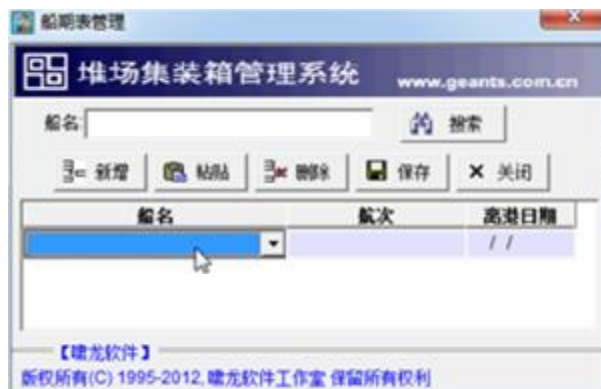 船期表管理
堆场集装箱管理系统 www.geants.com.cn
船名: 搜索
新增 粘贴 删除 保存 关闭
船名 航次 离港日期
/ /
【啸龙软件】
版权所有(C) 1995-2012, 啸龙软件工作室 保留所有权利